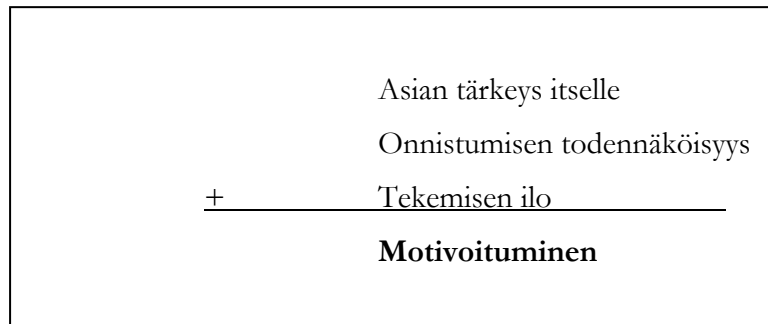 Asian tärkeys itselle
Onnistumisen todennäköisyys
+ Tekemisen ilo
Motivoituminen